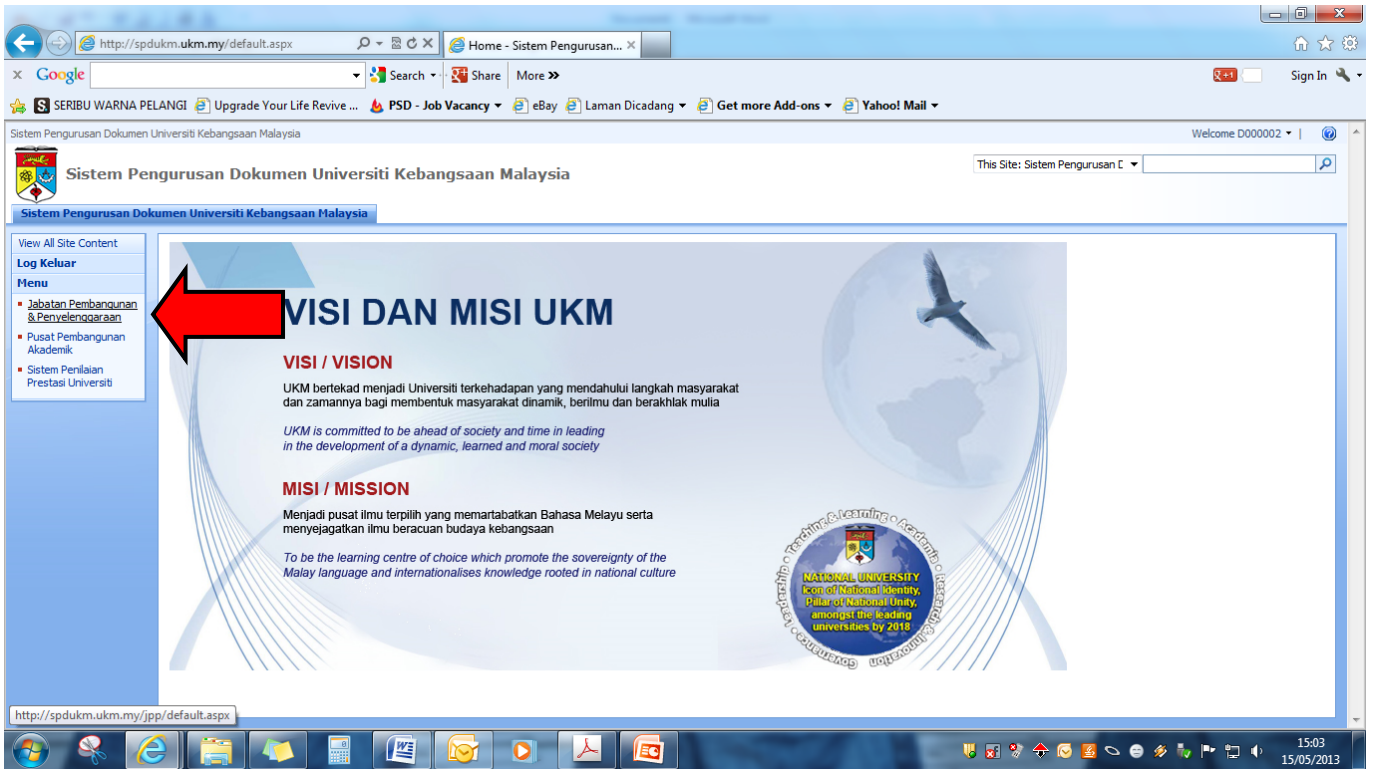 http://spdukm.ukm.my/default.aspx
Home - Sistem Pengurusan...
x Google
Search
Share
More »
+1
Sign In
SERIBU WARNA PELANGI
Upgrade Your Life Revive ...
PSD - Job Vacancy
eBay
Laman Dicadang
Get more Add-ons
Yahoo! Mail
Sistem Pengurusan Dokumen Universiti Kebangsaan Malaysia
Welcome D000002
Sistem Pengurusan Dokumen Universiti Kebangsaan Malaysia
This Site: Sistem Pengurusan D
Sistem Pengurusan Dokumen Universiti Kebangsaan Malaysia
View All Site Content
Log Keluar
Menu
Jabatan Pembangunan
& Penyelenggaraan
Pusat Pembangunan
Akademik
Sistem Penilaian
Prestasi Universiti
VISI DAN MISI UKM
VISI / VISION
UKM bertekad menjadi Universiti terkehadapan yang mendahului langkah masyarakat
dan zamannya bagi membentuk masyarakat dinamik, berilmu dan berakhlak mulia
UKM is committed to be ahead of society and time in leading
in the development of a dynamic, learned and moral society
MISI / MISSION
Menjadi pusat ilmu terpilih yang memartabatkan Bahasa Melayu serta
menyejagatkan ilmu beracuan budaya kebangsaan
To be the learning centre of choice which promote the sovereignty of the
Malay language and internationalises knowledge rooted in national culture
Teaching & Learning • Academia
NATIONAL UNIVERSITY
Icon of National Identity,
Pillar of National Unity,
amongst the leading
universities by 2018
http://spdukm.ukm.my/jpp/default.aspx
15:03
15/05/2013